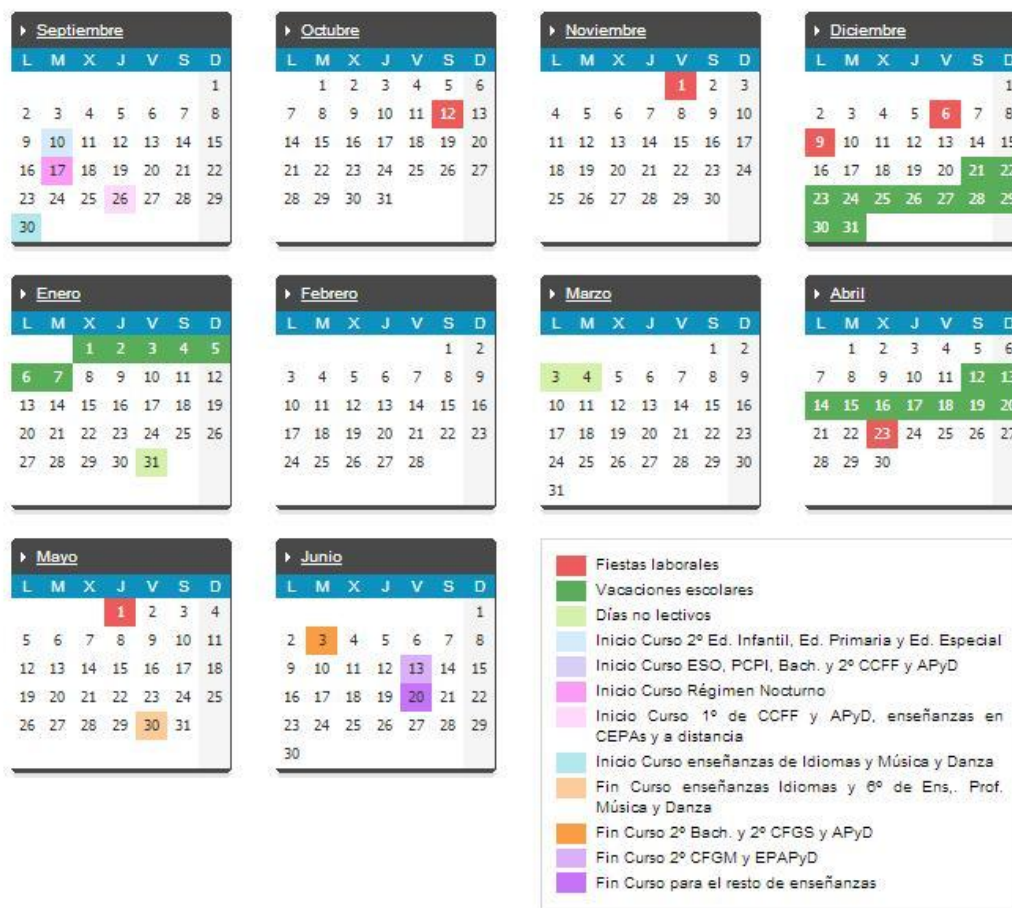 Septiembre
L M X J V S D
1
2 3 4 5 6 7 8
9 10 11 12 13 14 15
16 17 18 19 20 21 22
23 24 25 26 27 28 29
30
Octubre
L M X J V S D
1 2 3 4 5 6
7 8 9 10 11 12 13
14 15 16 17 18 19 20
21 22 23 24 25 26 27
28 29 30 31
Noviembre
L M X J V S D
1 2 3
4 5 6 7 8 9 10
11 12 13 14 15 16 17
18 19 20 21 22 23 24
25 26 27 28 29 30
Diciembre
L M X J V S D
1
2 3 4 5 6 7 8
9 10 11 12 13 14 15
16 17 18 19 20 21 22
23 24 25 26 27 28 29
30 31
Enero
L M X J V S D
1 2 3 4 5
6 7 8 9 10 11 12
13 14 15 16 17 18 19
20 21 22 23 24 25 26
27 28 29 30 31
Febrero
L M X J V S D
1 2
3 4 5 6 7 8 9
10 11 12 13 14 15 16
17 18 19 20 21 22 23
24 25 26 27 28
Marzo
L M X J V S D
1 2
3 4 5 6 7 8 9
10 11 12 13 14 15 16
17 18 19 20 21 22 23
24 25 26 27 28 29 30
31
Abril
L M X J V S D
1 2 3 4 5 6
7 8 9 10 11 12 13
14 15 16 17 18 19 20
21 22 23 24 25 26 27
28 29 30
Mayo
L M X J V S D
1 2 3 4
5 6 7 8 9 10 11
12 13 14 15 16 17 18
19 20 21 22 23 24 25
26 27 28 29 30 31
Junio
L M X J V S D
1
2 3 4 5 6 7 8
9 10 11 12 13 14 15
16 17 18 19 20 21 22
23 24 25 26 27 28 29
30
Fiestas laborales
Vacaciones escolares
Días no lectivos
Inicio Curso 2º Ed. Infantil, Ed. Primaria y Ed. Especial
Inicio Curso ESO, PCPI, Bach. y 2º CCFF y APyD
Inicio Curso Régimen Nocturno
Inicio Curso 1º de CCFF y APyD, enseñanzas en
CEPAs y a distancia
Inicio Curso enseñanzas de Idiomas y Música y Danza
Fin Curso enseñanzas Idiomas y 6º de Ens,. Prof.
Música y Danza
Fin Curso 2º Bach. y 2º CFGS y APyD
Fin Curso 2º CFGM y EPAPyD
Fin Curso para el resto de enseñanzas